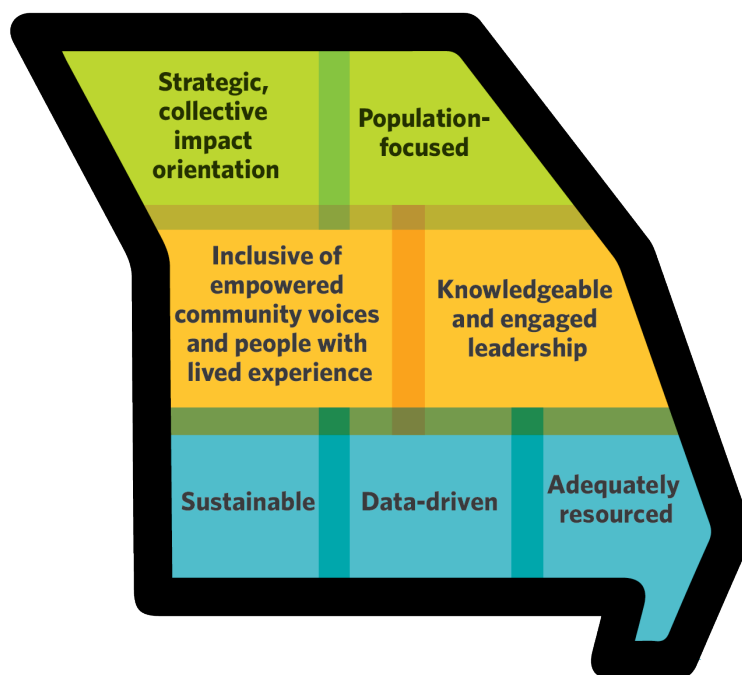 Strategic,
collective
impact
orientation
Population-
focused
Inclusive of
empowered
community voices
and people with
lived experience
Knowledgeable
and engaged
leadership
Sustainable
Data-driven
Adequately
resourced